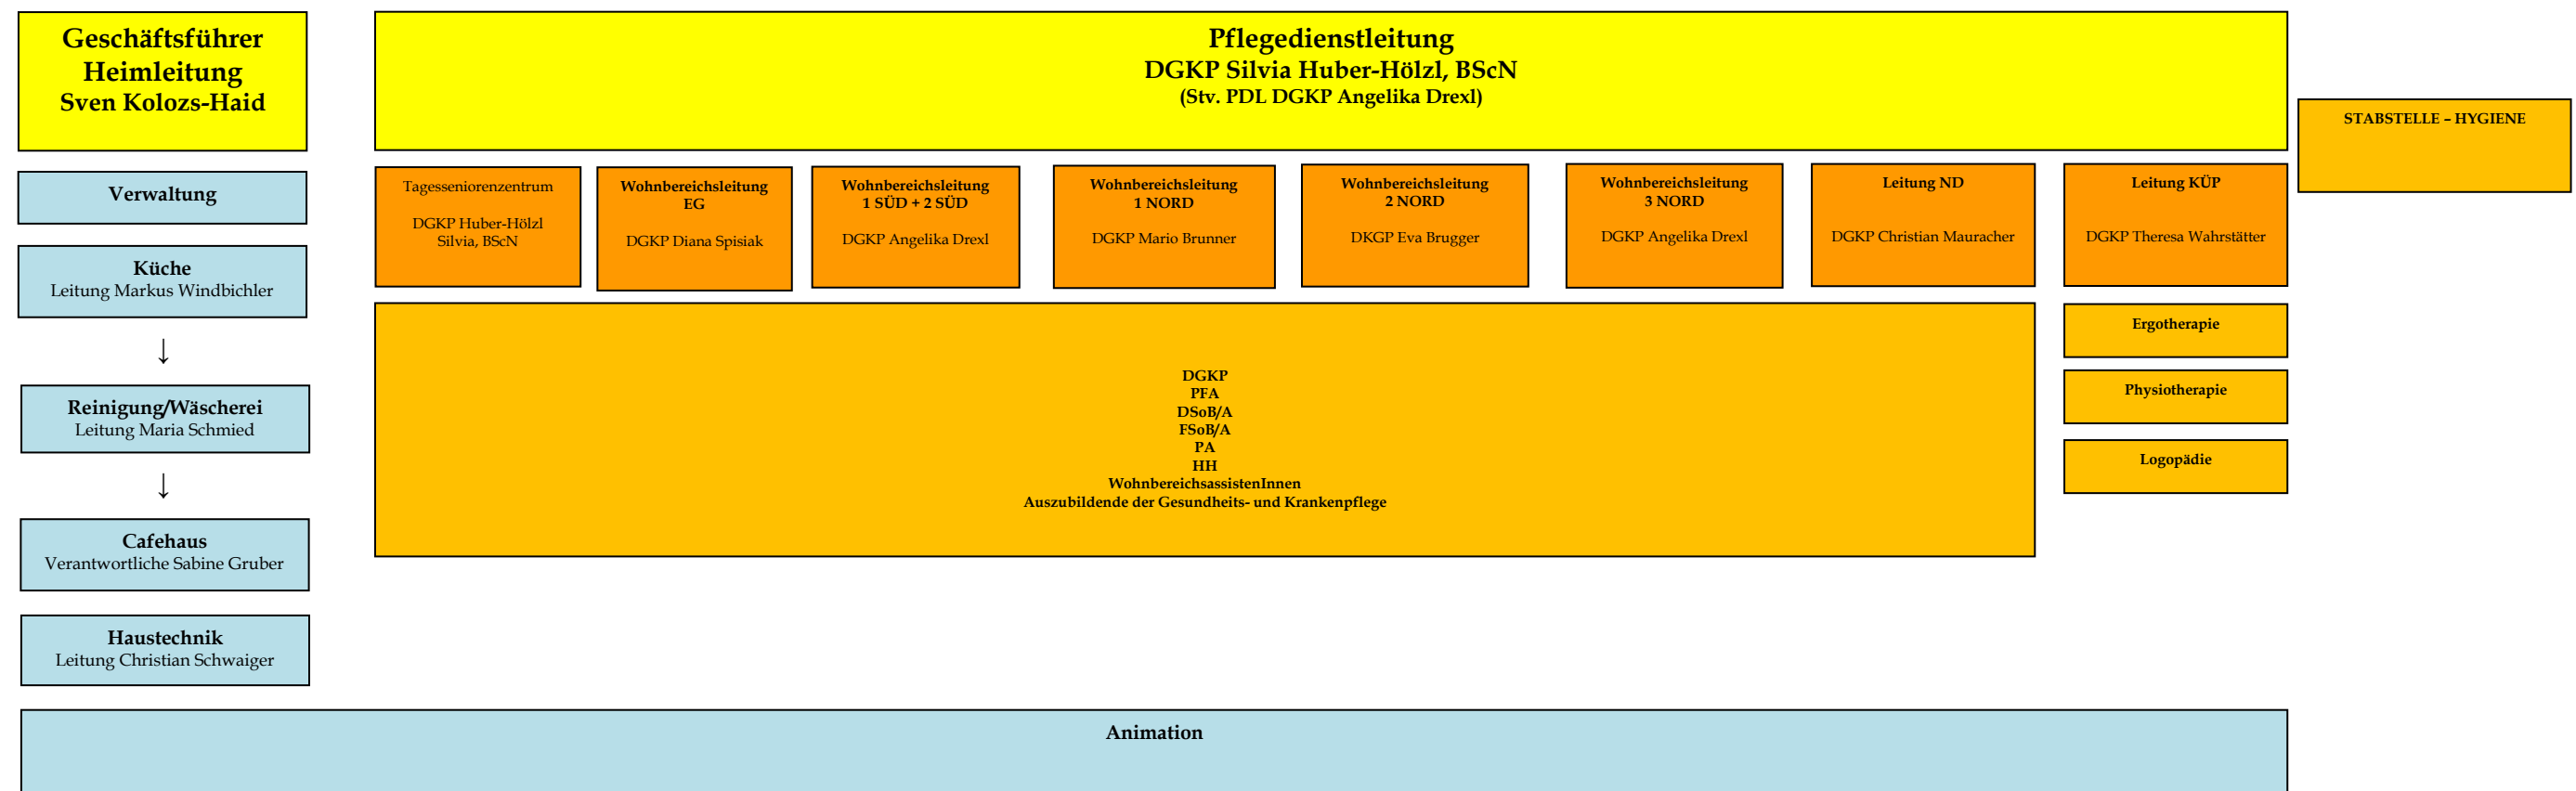 Geschäftsführer
Heimleitung
Sven Kolozs-Haid
Pflegedienstleitung
DGKP Silvia Huber-Hölzl, BScN
(Stv. PDL DGKP Angelika Drexl)
STABSTELLE – HYGIENE
Verwaltung
Küche
Leitung Markus Windbichler
↓
Reinigung/Wäscherei
Leitung Maria Schmied
↓
Cafehaus
Verantwortliche Sabine Gruber
Haustechnik
Leitung Christian Schwaiger
Tagesseniorenzentrum
DGKP Huber-Hölzl
Silvia, BScN
Wohnbereichsleitung
EG
DGKP Diana Spisiak
Wohnbereichsleitung
1 SÜD + 2 SÜD
DGKP Angelika Drexl
Wohnbereichsleitung
1 NORD
DGKP Mario Brunner
Wohnbereichsleitung
2 NORD
DKGP Eva Brugger
Wohnbereichsleitung
3 NORD
DGKP Angelika Drexl
Leitung ND
DGKP Christian Mauracher
Leitung KÜP
DGKP Theresa Wahrstätter
DGKP
PFA
DSoB/A
FSoB/A
PA
HH
WohnbereichsassistenInnen
Auszubildende der Gesundheits- und Krankenpflege
Ergotherapie
Physiotherapie
Logopädie
Animation